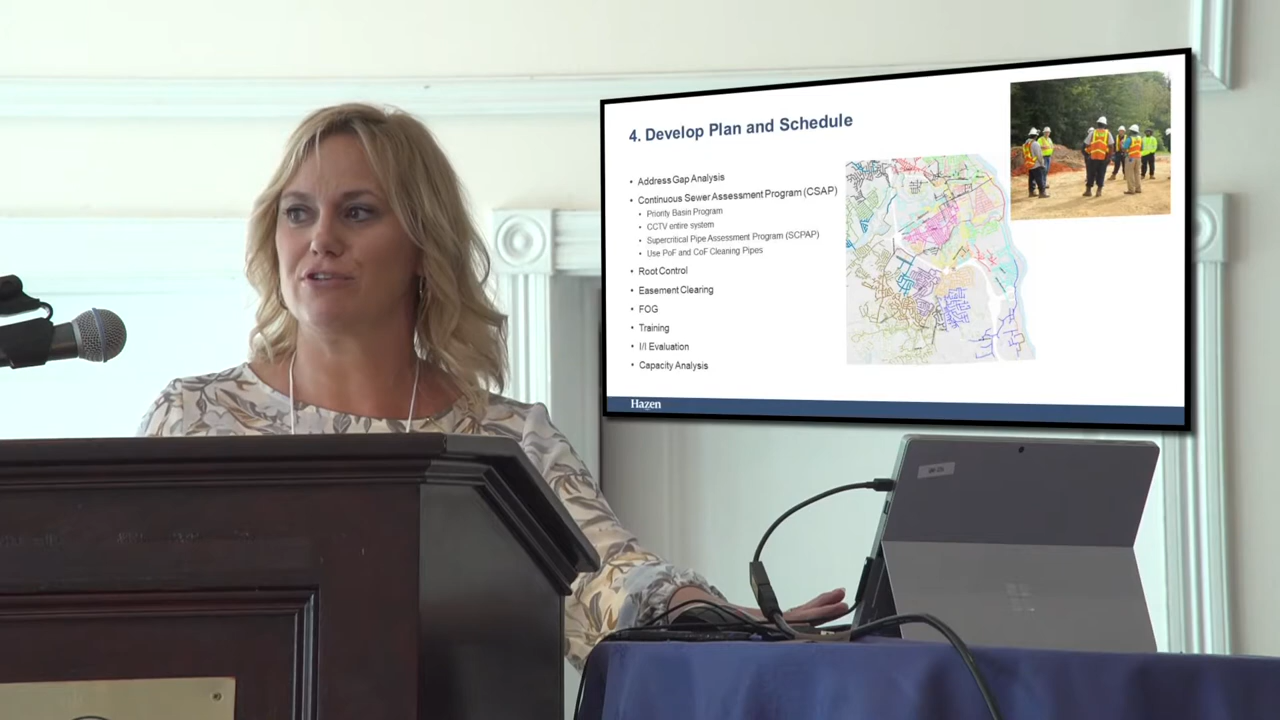 4. Develop Plan and Schedule
• Address Gap Analysis
• Continuous Sewer Assessment Program (CSAP)
• Priority Basin Program
• CCTV entire system
• Supercritical Pipe Assessment Program (SCPAP)
• Use PoF and CoF Cleaning Pipes
• Root Control
• Easement Clearing
• FOG
• Training
• I/I Evaluation
• Capacity Analysis
Hazen